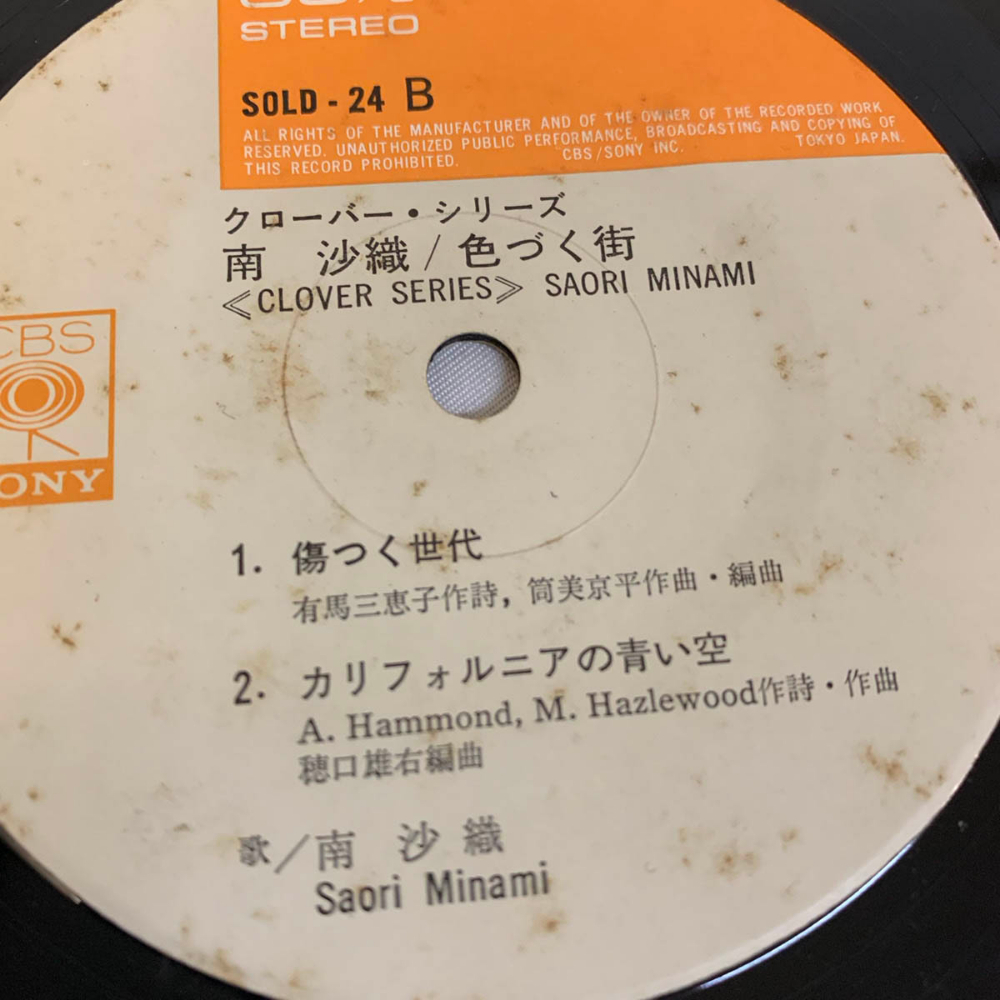 STEREO
SOLD - 24 B
ALL RIGHTS OF THE MANUFACTURER AND OF THE OWNER OF THE RECORDED WORK
RESERVED. UNAUTHORIZED PUBLIC PERFORMANCE, BROADCASTING AND COPYING OF
THIS RECORD PROHIBITED. CBS/SONY INC. TOKYO JAPAN.
クローバー・シリーズ
南 沙織/色づく街
≪CLOVER SERIES≫ SAORI MINAMI
CBS
SONY
1. 傷つく世代
有馬三恵子作詩, 筒美京平作曲・編曲
2. カリフォルニアの青い空
A. Hammond, M. Hazlewood作詩・作曲
穂口雄右編曲
歌/南 沙織
Saori Minami